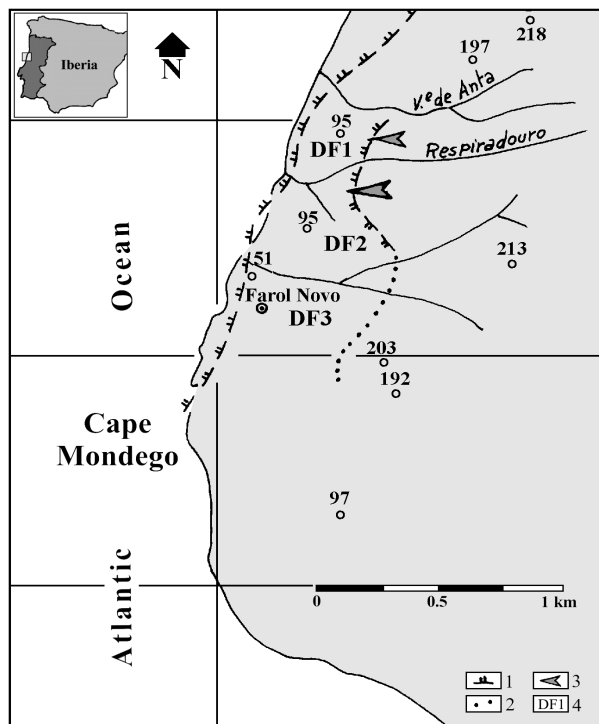 Iberia
N
218
197
V.e de Anta
95
DF1
Respiradouro
95
DF2
213
51
Farol Novo
DF3
203
192
Cape
Mondego
97
Ocean
Atlantic
0 0.5 1 km
1 3
2 DF1 4